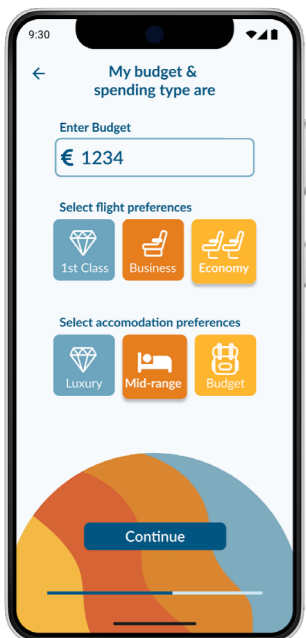 9:30
My budget &
spending type are
Enter Budget
€ 1234
Select flight preferences
1st Class Business Economy
Select accomodation preferences
Luxury Mid-range Budget
Continue